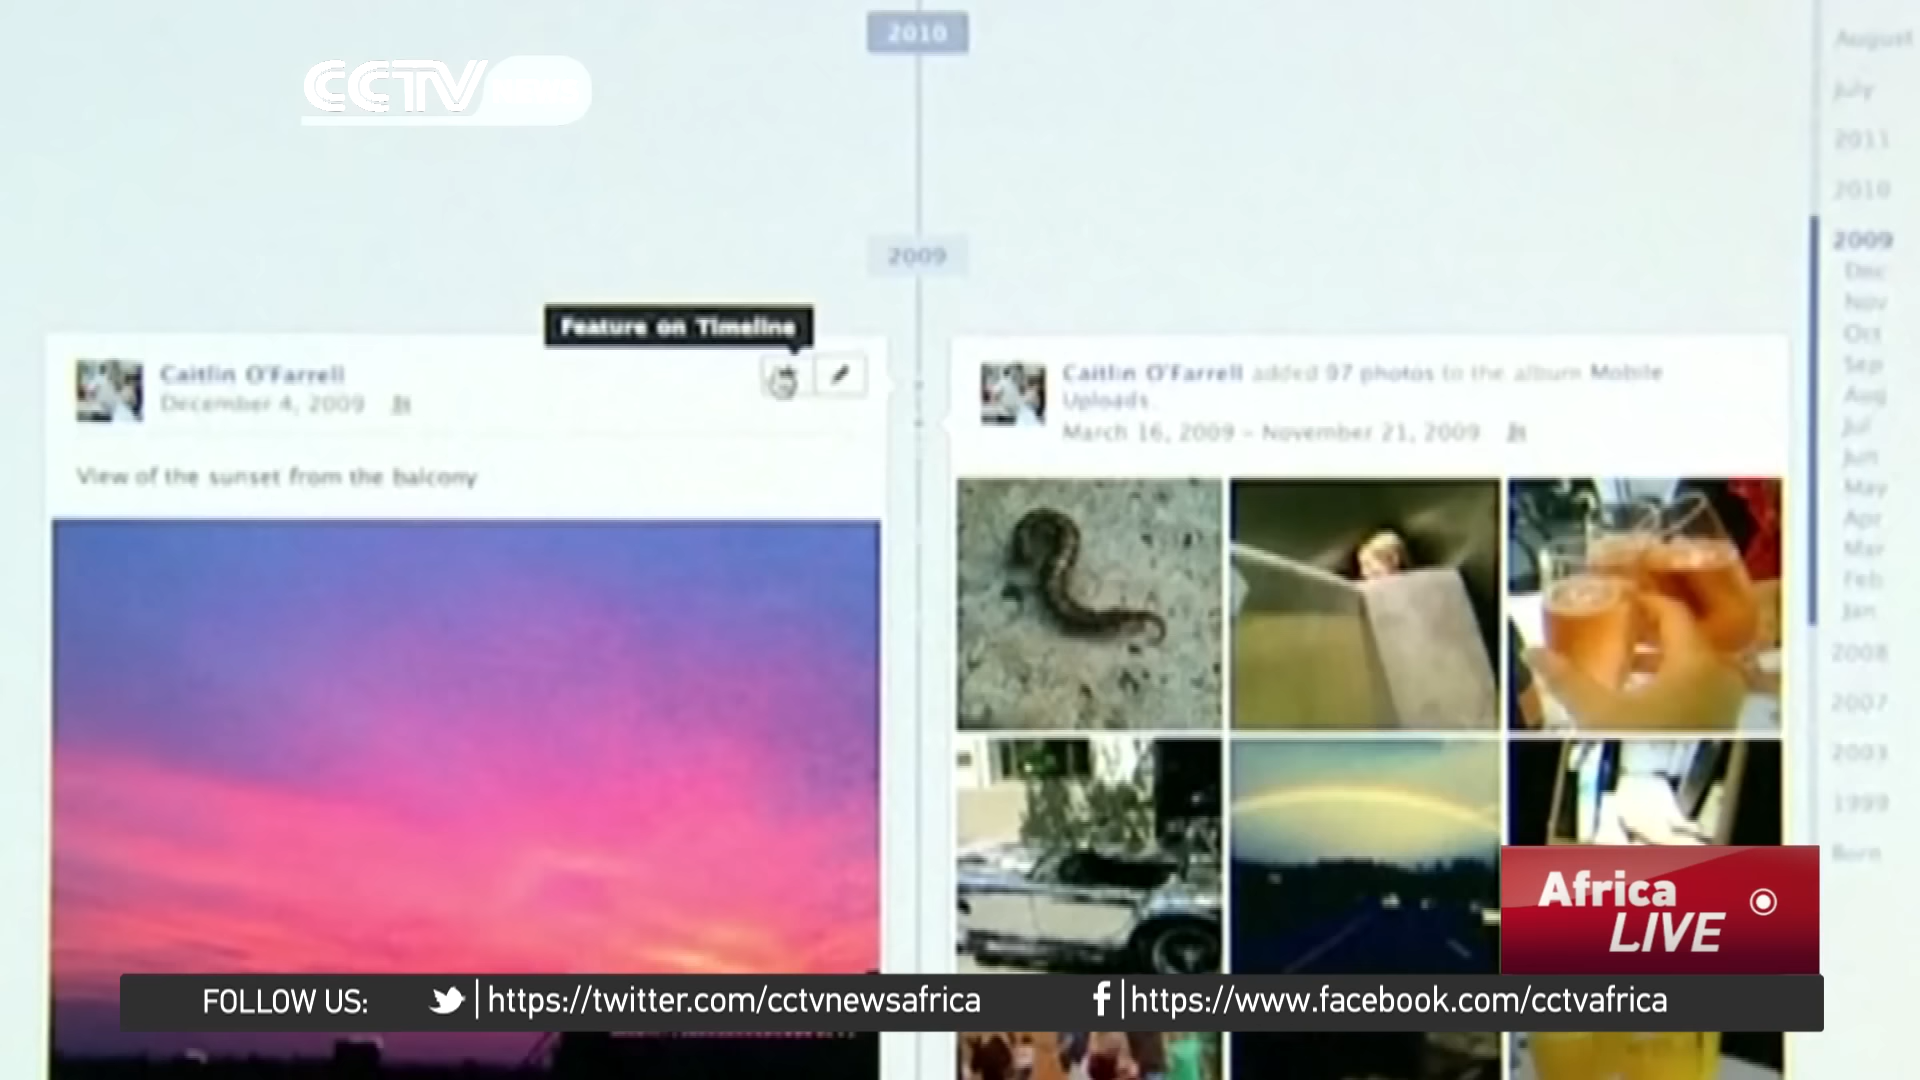 2010
CCTV
2009
Feature on Timeline
Caitlin O'Farrell
December 4, 2009
View of the sunset from the balcony
Caitlin O'Farrell added 97 photos to the album Mobile
Uploads.
March 16, 2009 - November 21, 2009
August
July
2011
2010
2009
Dec
Nov
Oct
Sep
Aug
Jul
Jun
May
Apr
Mar
Feb
Jan
2008
2007
2003
1999
Born
Africa
LIVE
FOLLOW US: | https://twitter.com/cctvnewsafrica | https://www.facebook.com/cctvafrica